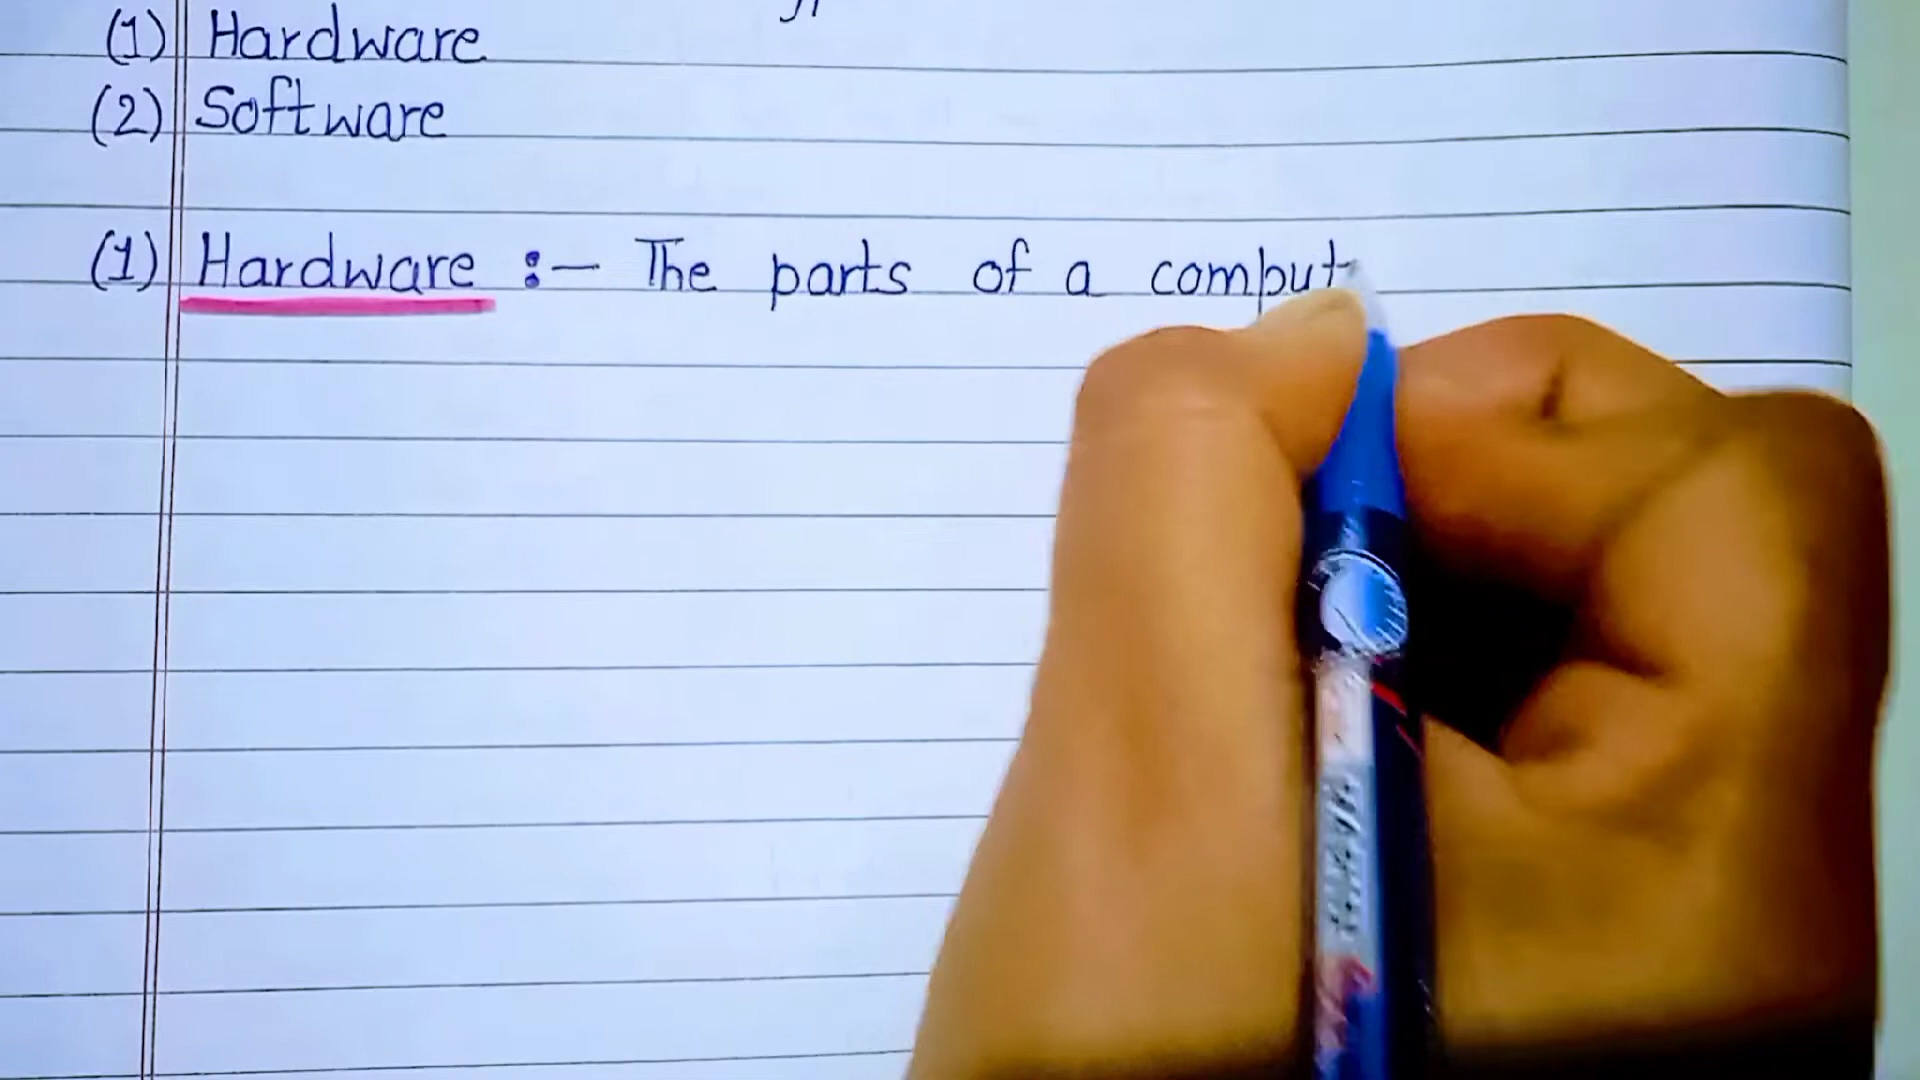 (1) Hardware
(2) Software
(1) Hardware :— The parts of a comput